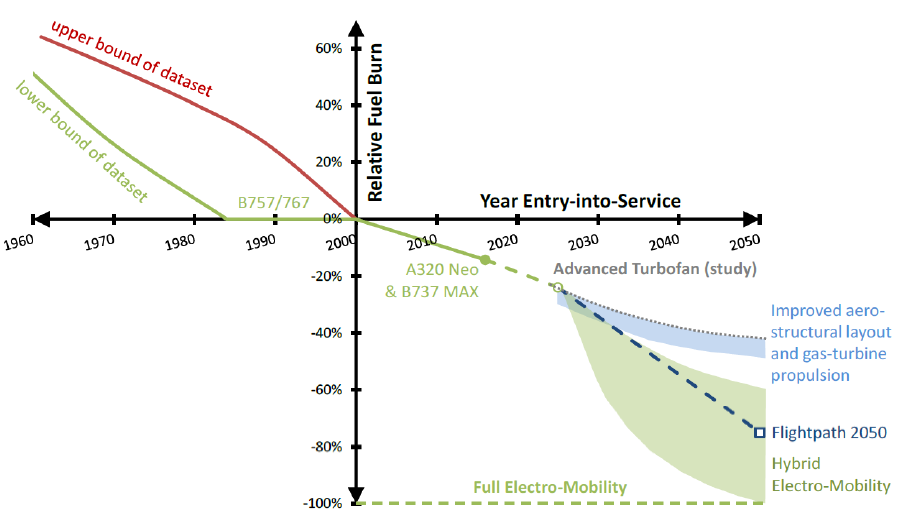 upper bound of dataset
lower bound of dataset
B757/767
Relative Fuel Burn
60%
40%
20%
0%
-20%
-40%
-60%
-80%
-100%
Year Entry-into-Service
1960
1970
1980
1990
2000
2010
2020
2030
2040
2050
A320 Neo
& B737 MAX
Advanced Turbofan (study)
Improved aero-
structural layout
and gas-turbine
propulsion
Flightpath 2050
Hybrid
Electro-Mobility
Full Electro-Mobility